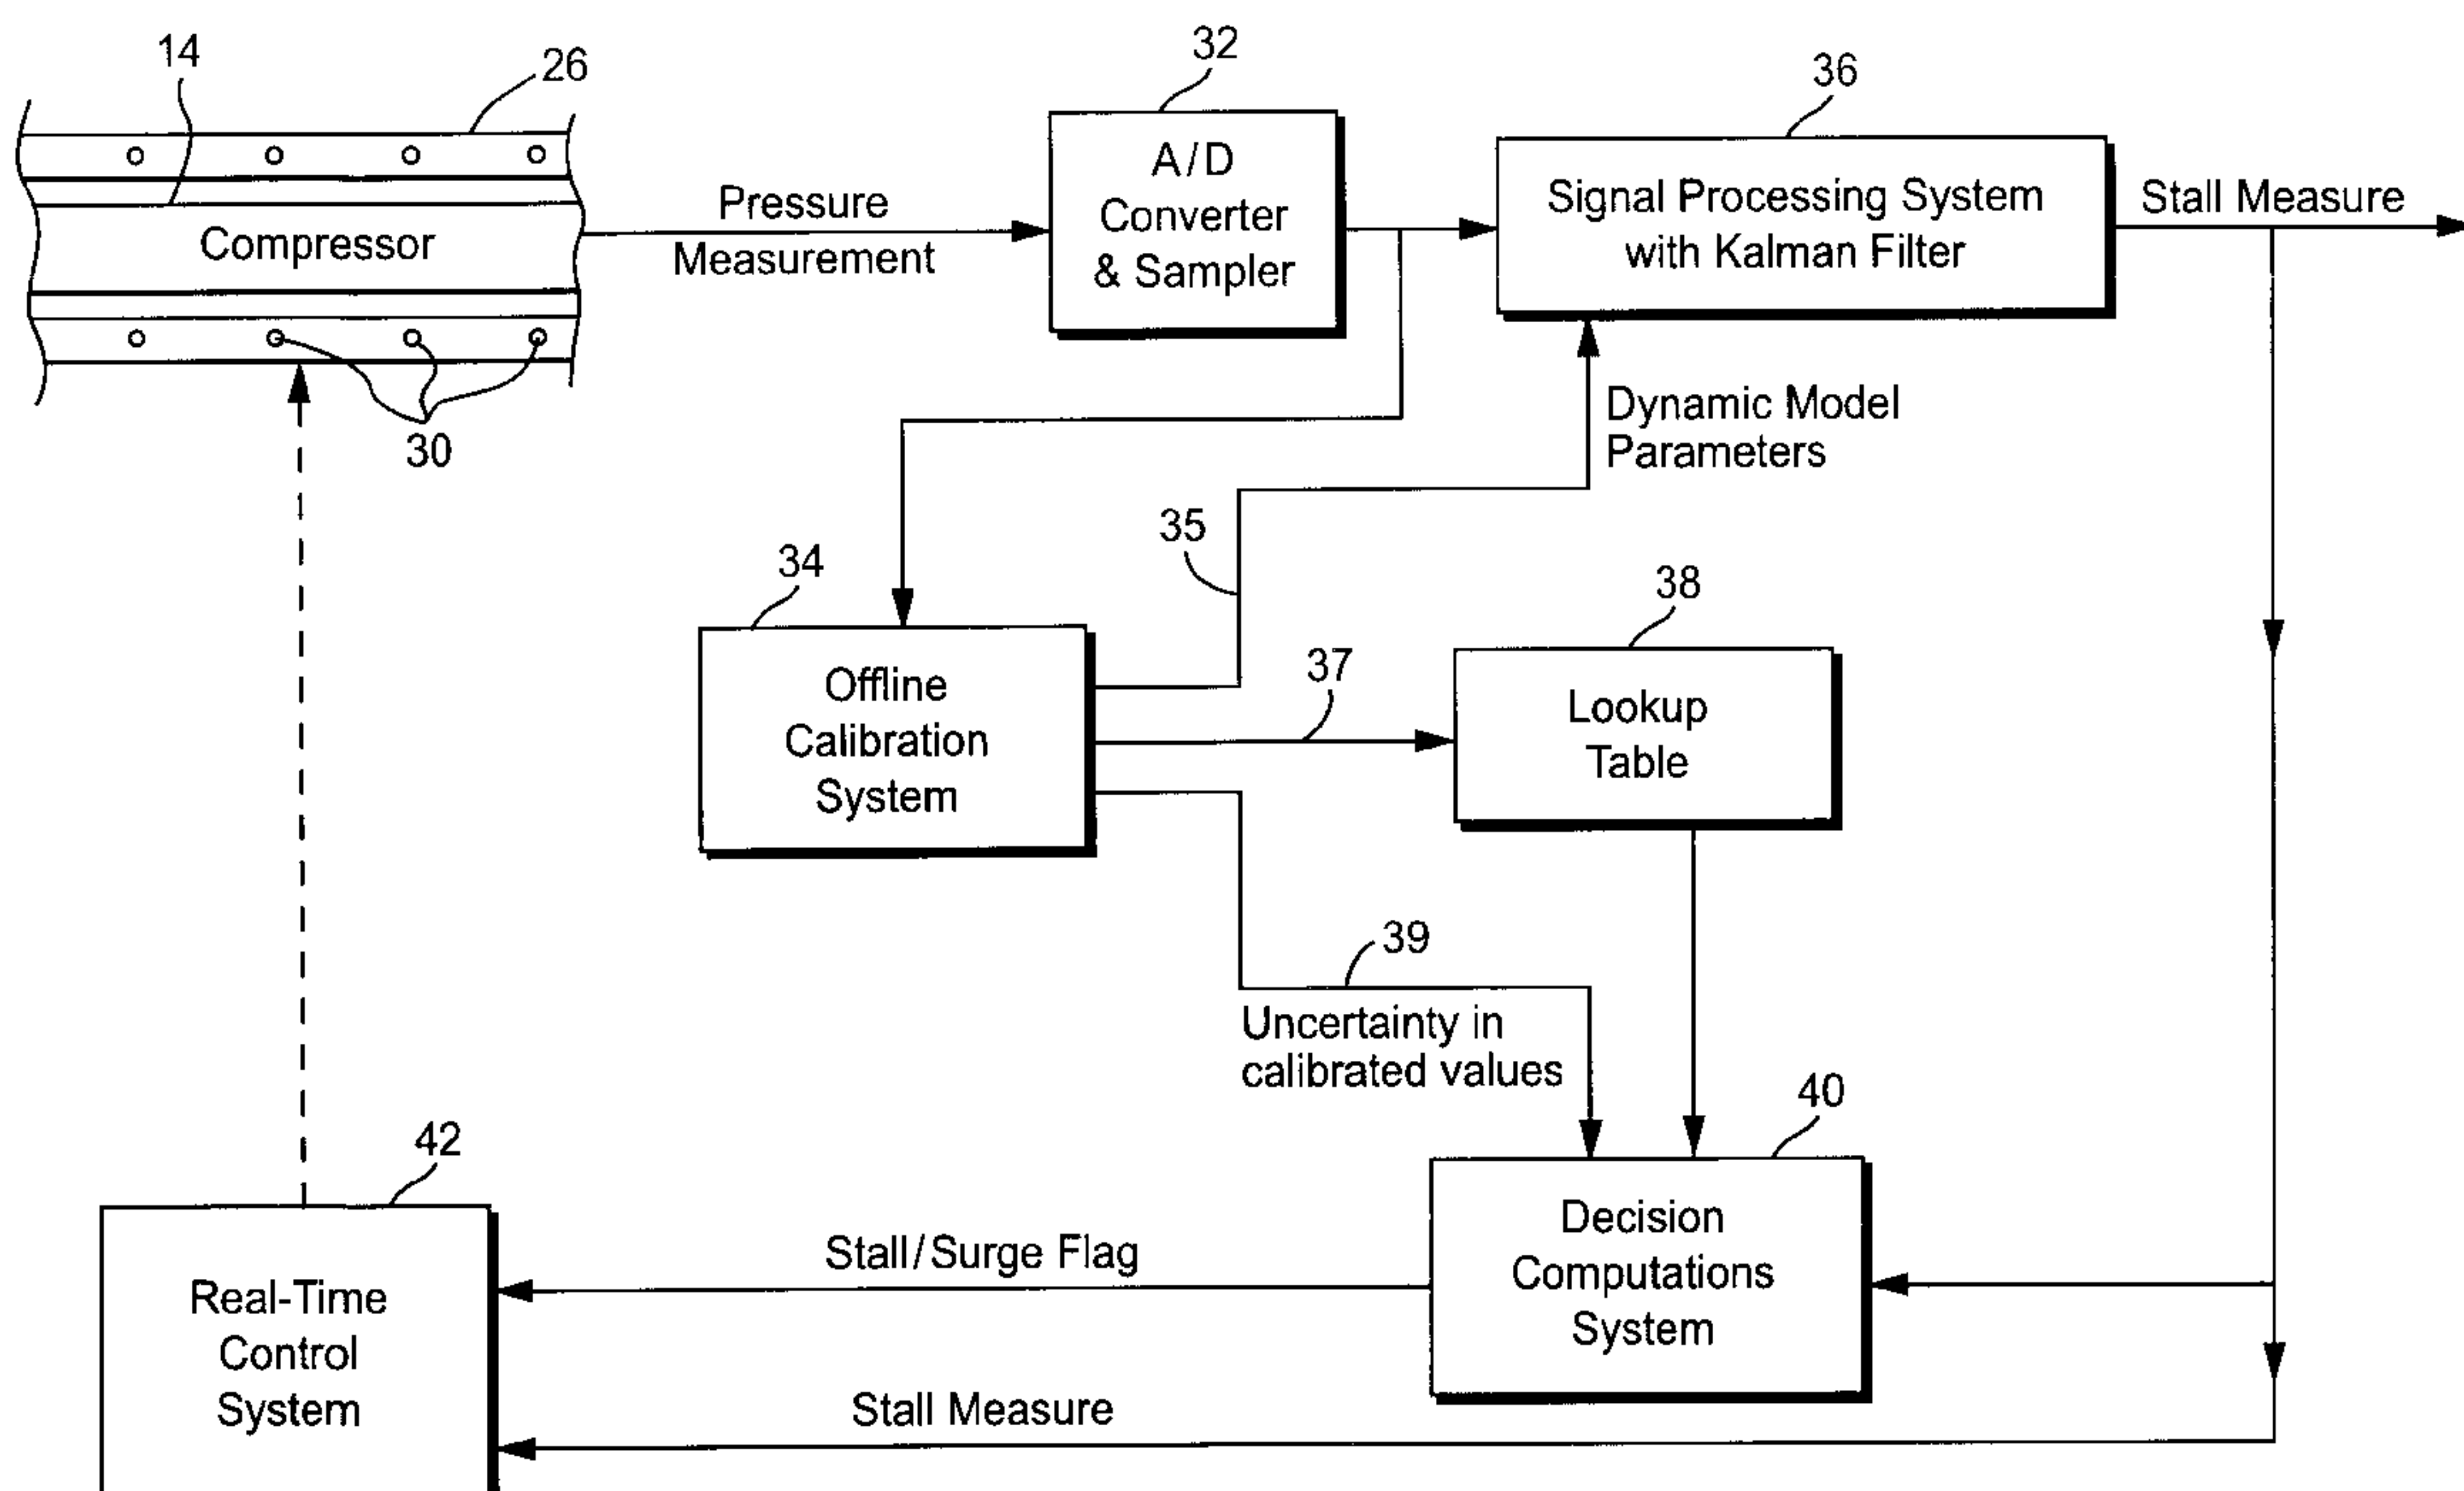 14
26
32
36
A/D
Converter
& Sampler
Signal Processing System
with Kalman Filter
Stall Measure
Pressure
Measurement
Compressor
30
Dynamic Model
Parameters
35
34
38
37
Offline
Calibration
System
Lookup
Table
39
Uncertainty in
calibrated values
40
42
Decision
Computations
System
Stall/Surge Flag
Real-Time
Control
System
Stall Measure